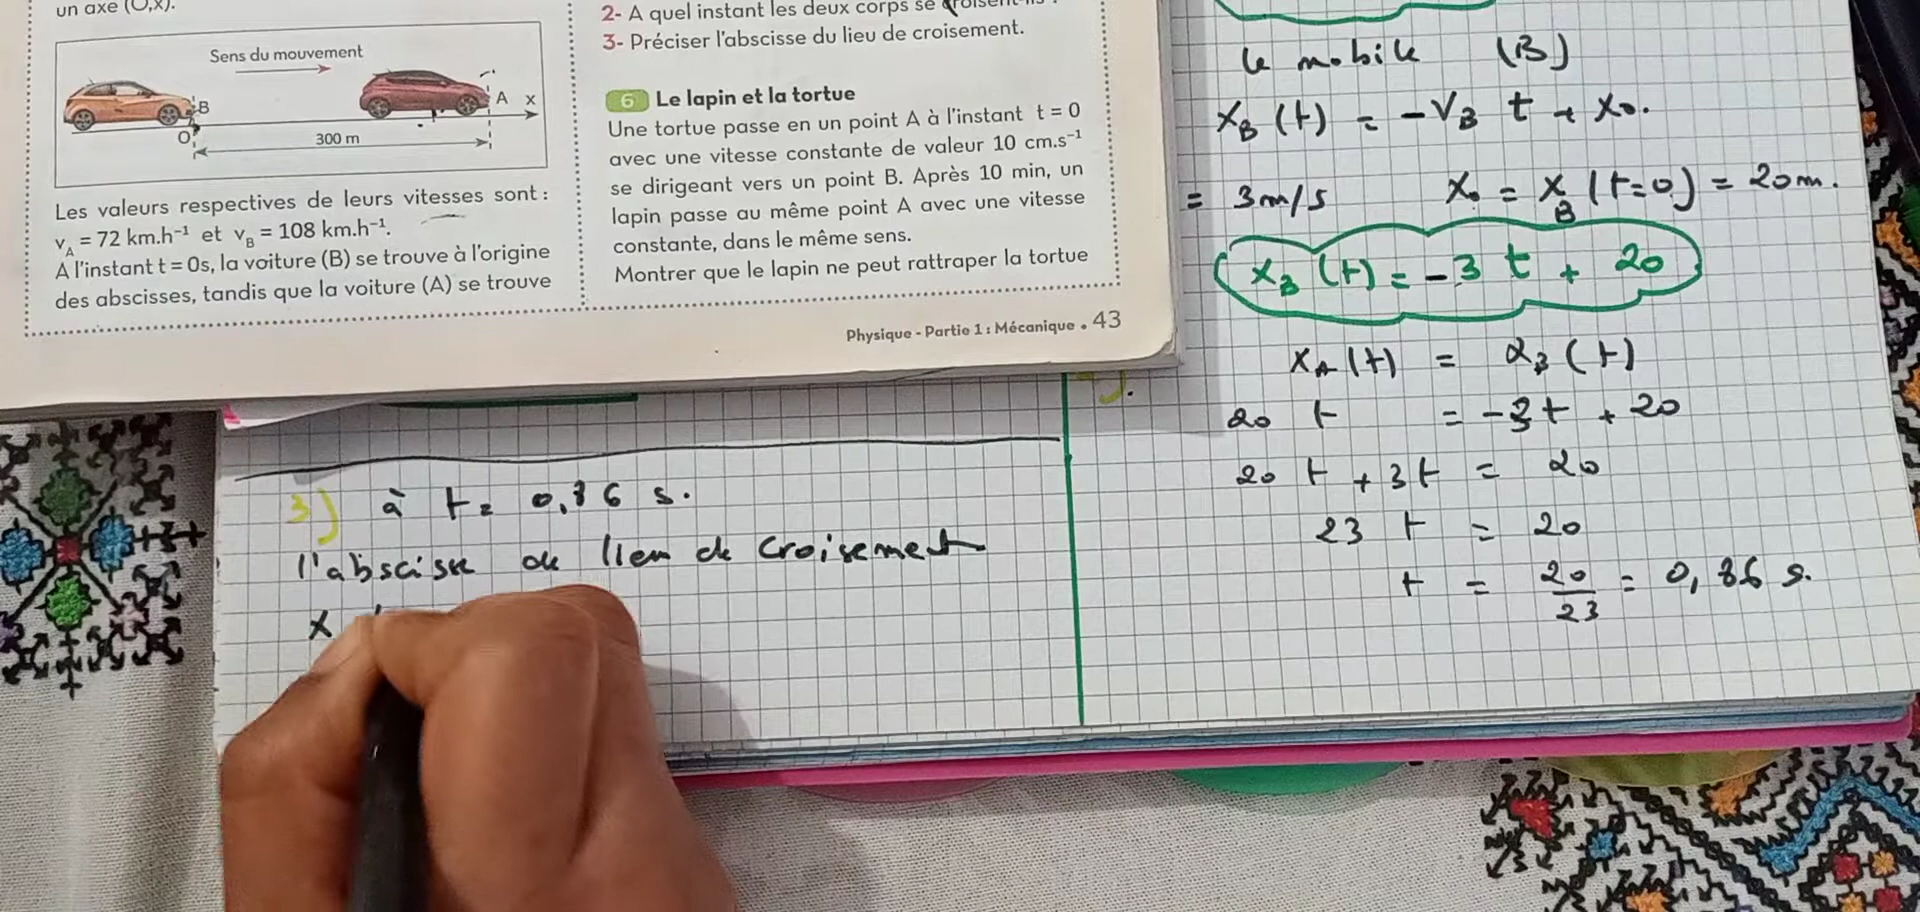 un axe (O,x).
Sens du mouvement
B
A x
O
300 m
Les valeurs respectives de leurs vitesses sont :
vA = 72 km.h⁻¹ et vB = 108 km.h⁻¹.
A l'instant t = 0s, la voiture (B) se trouve à l'origine
des abscisses, tandis que la voiture (A) se trouve
2- A quel instant les deux corps se
3- Préciser l'abscisse du lieu de croisement.
6 Le lapin et la tortue
Une tortue passe en un point A à l'instant t = 0
avec une vitesse constante de valeur 10 cm.s⁻¹
se dirigeant vers un point B. Après 10 min, un
lapin passe au même point A avec une vitesse
constante, dans le même sens.
Montrer que le lapin ne peut rattraper la tortue
Physique - Partie 1 : Mécanique • 43
3) à t = 0,86 s.
l'abscisse de lieu de croisement
x
le mobile (B)
xB (t) = -VB t + x0.
= 3 m/s x0 = xB (t=0) = 20 m.
xB (t) = -3 t + 20
xA (t) = xB (t)
20 t = -3t + 20
20 t + 3t = 20
23 t = 20
t = 20/23 = 0,86 s.